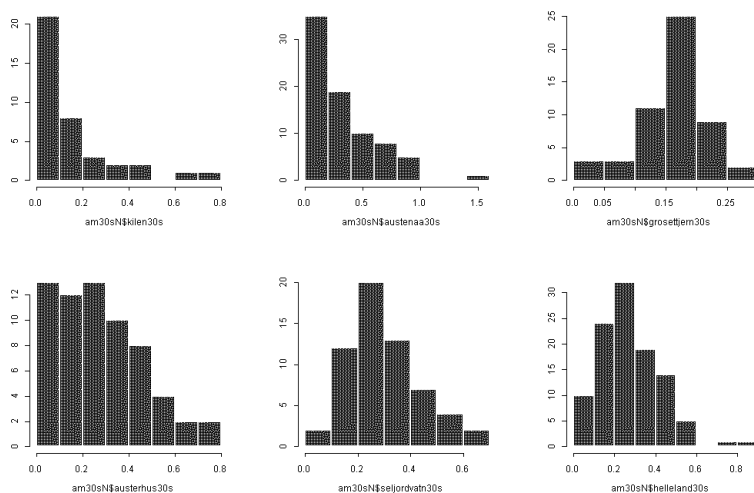 20
15
10
5
0
0.0 0.2 0.4 0.6 0.8
am30sN$kilen30s
30
20
10
0
0.0 0.5 1.0 1.5
am30sN$austenaa30s
25
20
15
10
5
0
0.0 0.05 0.15 0.25
am30sN$grosettjern30s
12
10
8
6
4
2
0
0.0 0.2 0.4 0.6 0.8
am30sN$austerhus30s
20
15
10
5
0
0.0 0.2 0.4 0.6
am30sN$seljordvatn30s
30
25
20
15
10
5
0
0.0 0.2 0.4 0.6 0.8
am30sN$helleland30s